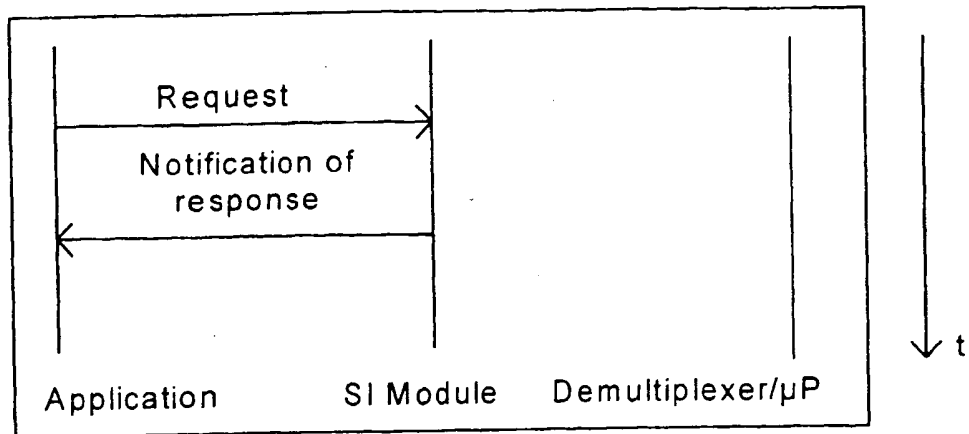 Request
Notification of
response
t
Application
SI Module
Demultiplexer/µP